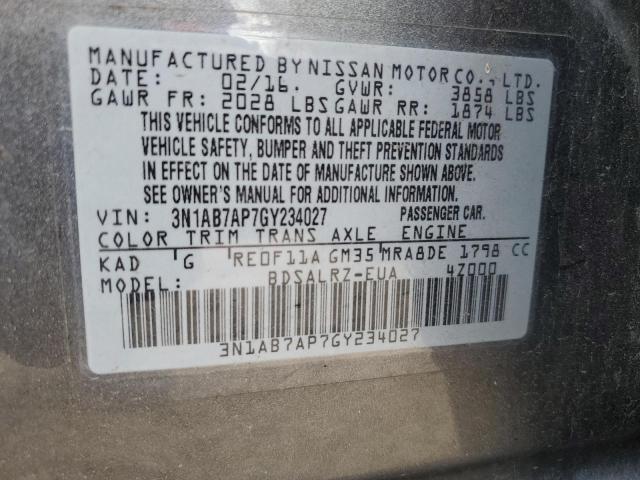 MANUFACTURED BY NISSAN MOTOR CO., LTD.
DATE: 02/16. GVWR: 3858 LBS
GAWR FR: 2028 LBS GAWR RR: 1874 LBS
THIS VEHICLE CONFORMS TO ALL APPLICABLE FEDERAL MOTOR
VEHICLE SAFETY, BUMPER AND THEFT PREVENTION STANDARDS
IN EFFECT ON THE DATE OF MANUFACTURE SHOWN ABOVE.
SEE OWNER'S MANUAL FOR ADDITIONAL INFORMATION.
VIN: 3N1AB7AP7GY234027 PASSENGER CAR.
COLOR TRIM TRANS AXLE ENGINE
KAD G RE0F11A GM35 MRA8DE 1798 CC
MODEL: BDSALRZ-EUA 4Z000
3N1AB7AP7GY234027